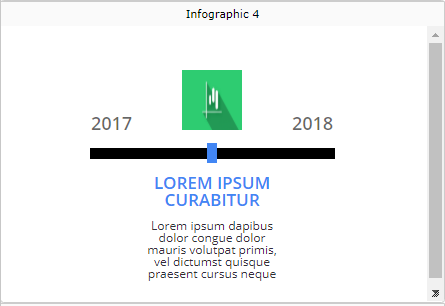 Infographic 4
2017
2018
LOREM IPSUM
CURABITUR
Lorem ipsum dapibus
dolor congue dolor
mauris volutpat primis,
vel dictumst quisque
praesent cursus neque